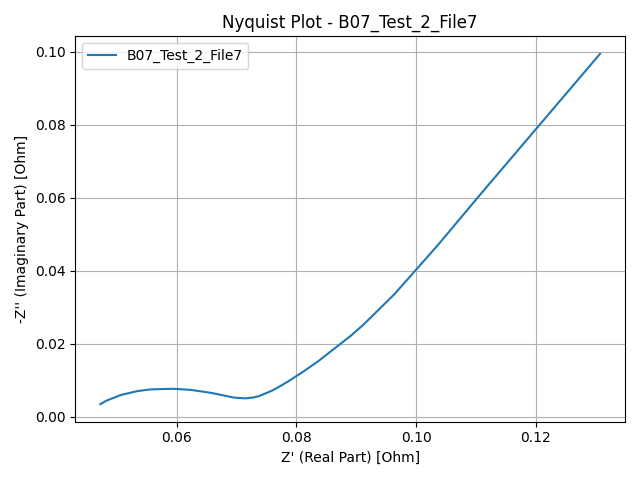 Nyquist Plot - B07_Test_2_File7
B07_Test_2_File7
-Z'' (Imaginary Part) [Ohm]
0.10
0.08
0.06
0.04
0.02
0.00
0.06 0.08 0.10 0.12
Z' (Real Part) [Ohm]